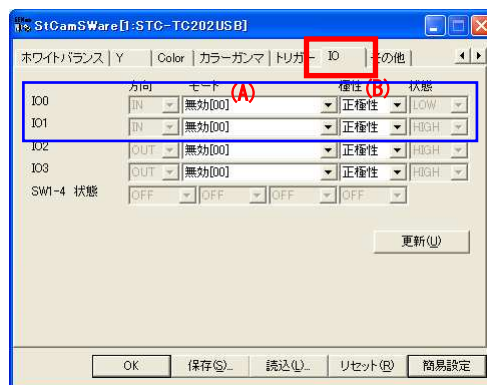 StCamSWare[1:STC-TC202USB]
ホワイトバランス Y Color カラーガンマ トリガー IO その他
方向 モード (A) 極性 (B) 状態
IO0 IN 無効[00] 正極性 LOW
IO1 IN 無効[00] 正極性 HIGH
IO2 OUT 無効[00] 正極性 HIGH
IO3 OUT 無効[00] 正極性 HIGH
SW1-4 状態 OFF OFF OFF OFF
更新(U)
OK 保存(S)... 読込(L)... リセット(R) 簡易設定